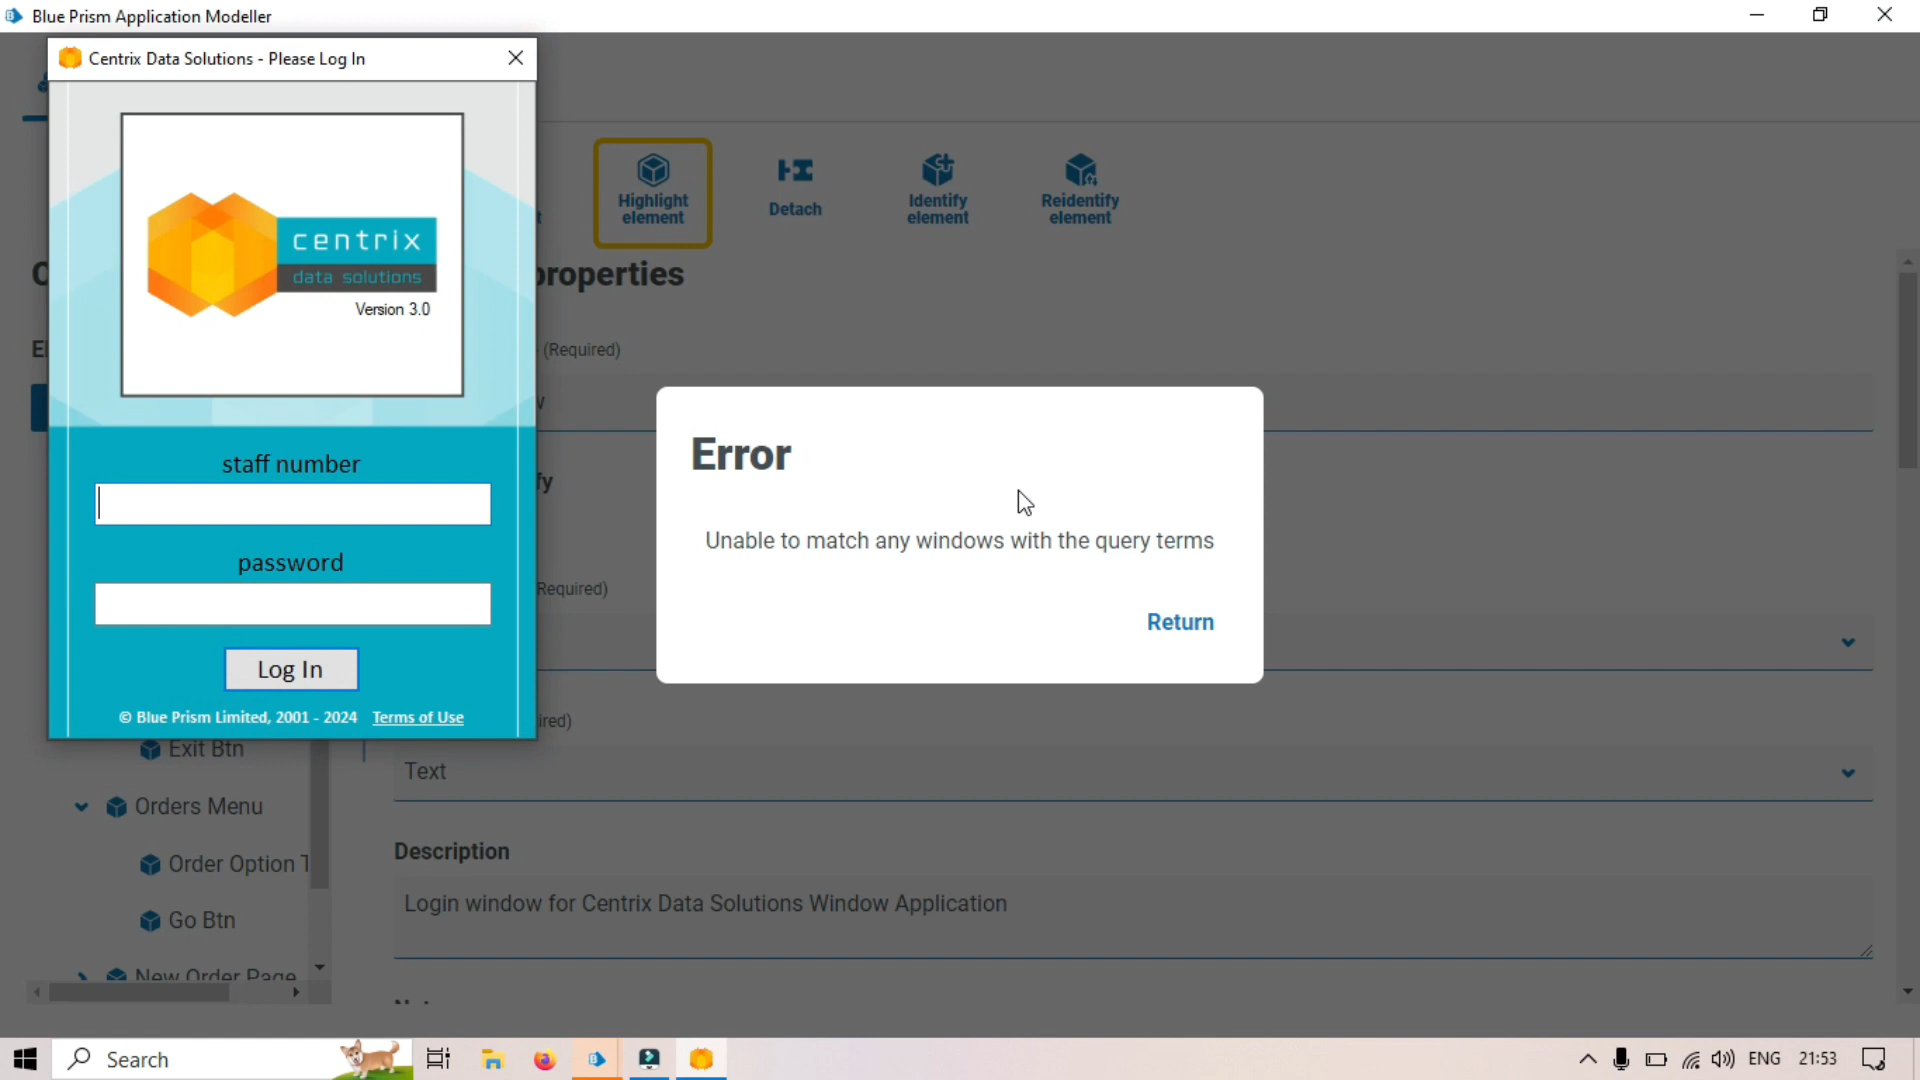 Blue Prism Application Modeller
Centrix Data Solutions - Please Log In
centrix
data solutions
Version 3.0
staff number
password
Log In
© Blue Prism Limited, 2001 - 2024 Terms of Use
Highlight
element
Detach
Identify
element
Reidentify
element
properties
(Required)
Error
Unable to match any windows with the query terms
Return
Required)
Text
Description
Login window for Centrix Data Solutions Window Application
Exit Btn
Orders Menu
Order Option
Go Btn
New Order Page
Search
ENG
21:53